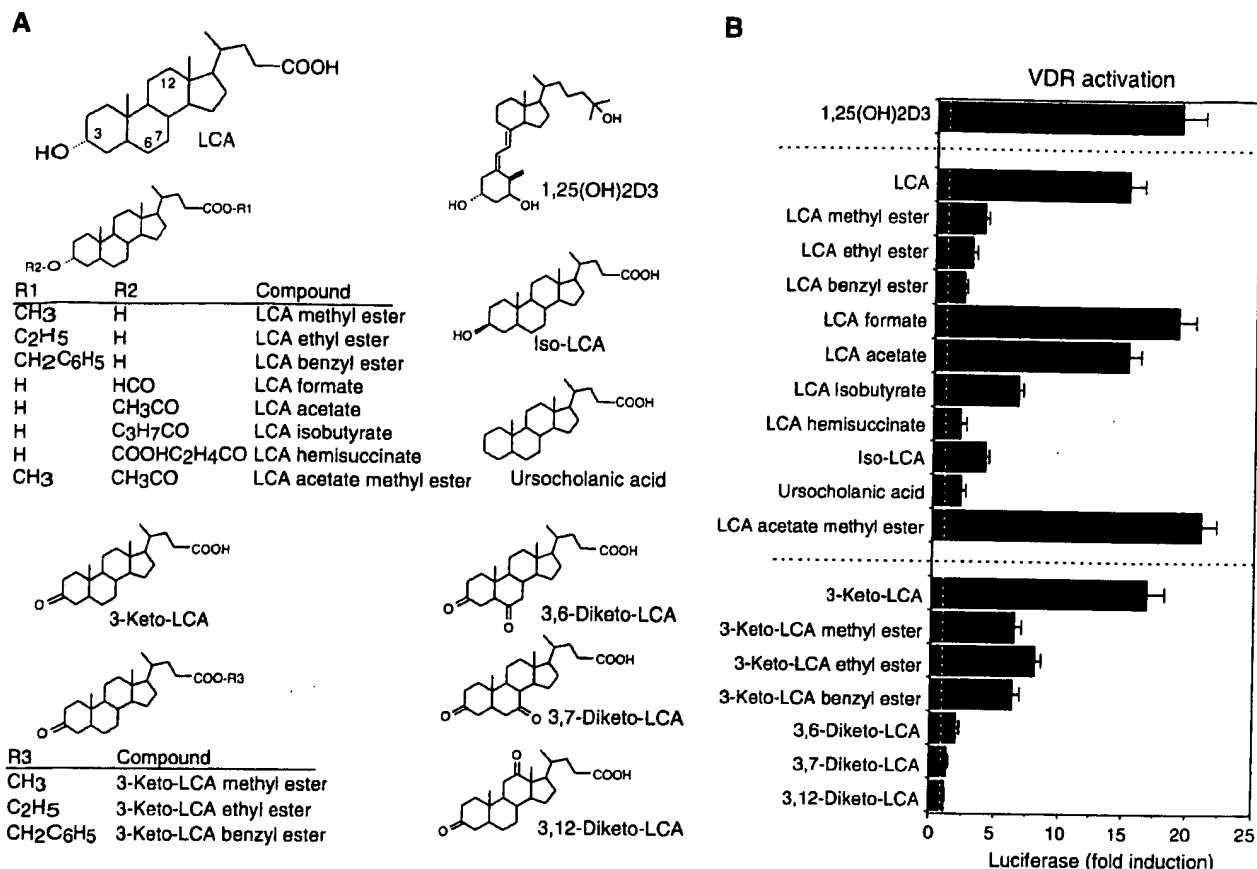 A
COOH
12
3
6
7
HO
LCA
COO-R1
R2-O
R1 R2 Compound
CH3 H LCA methyl ester
C2H5 H LCA ethyl ester
CH2C6H5 H LCA benzyl ester
H HCO LCA formate
H CH3CO LCA acetate
H C3H7CO LCA isobutyrate
H COOHC2H4CO LCA hemisuccinate
CH3 CH3CO LCA acetate methyl ester
OH
HO
OH
1,25(OH)2D3
COOH
HO
Iso-LCA
COOH
Ursocholanic acid
COOH
O
3-Keto-LCA
COO-R3
O
R3 Compound
CH3 3-Keto-LCA methyl ester
C2H5 3-Keto-LCA ethyl ester
CH2C6H5 3-Keto-LCA benzyl ester
COOH
O
O
3,6-Diketo-LCA
COOH
O
O
3,7-Diketo-LCA
O
COOH
O
3,12-Diketo-LCA
B
VDR activation
1,25(OH)2D3
LCA
LCA methyl ester
LCA ethyl ester
LCA benzyl ester
LCA formate
LCA acetate
LCA Isobutyrate
LCA hemisuccinate
Iso-LCA
Ursocholanic acid
LCA acetate methyl ester
3-Keto-LCA
3-Keto-LCA methyl ester
3-Keto-LCA ethyl ester
3-Keto-LCA benzyl ester
3,6-Diketo-LCA
3,7-Diketo-LCA
3,12-Diketo-LCA
0 5 10 15 20 25
Luciferase (fold induction)